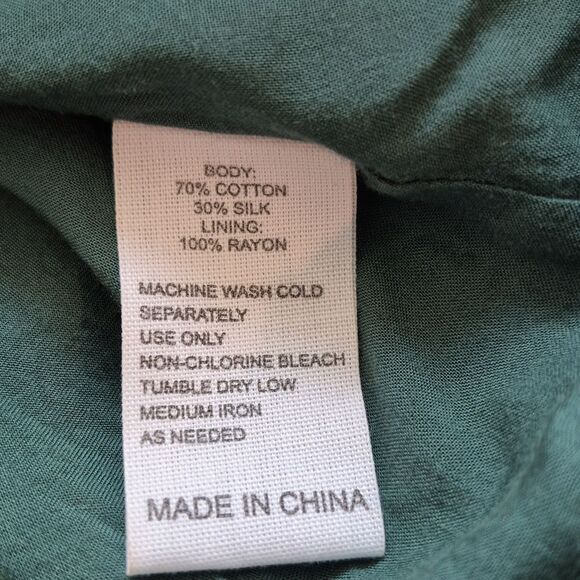 BODY:
70% COTTON
30% SILK
LINING:
100% RAYON
MACHINE WASH COLD
SEPARATELY
USE ONLY
NON-CHLORINE BLEACH
TUMBLE DRY LOW
MEDIUM IRON
AS NEEDED
MADE IN CHINA